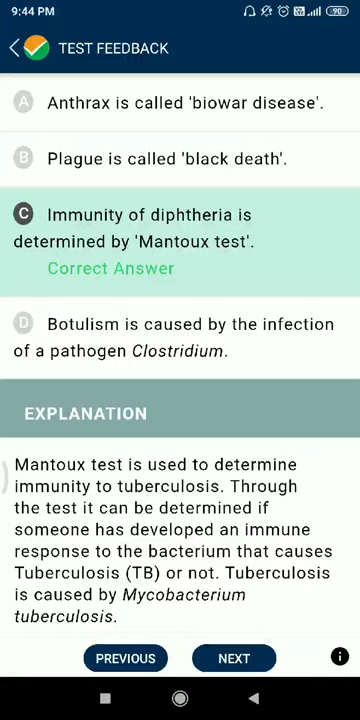 9:44 PM
90
TEST FEEDBACK
A Anthrax is called 'biowar disease'.
B Plague is called 'black death'.
C Immunity of diphtheria is
determined by 'Mantoux test'.
Correct Answer
D Botulism is caused by the infection
of a pathogen Clostridium.
EXPLANATION
Mantoux test is used to determine
immunity to tuberculosis. Through
the test it can be determined if
someone has developed an immune
response to the bacterium that causes
Tuberculosis (TB) or not. Tuberculosis
is caused by Mycobacterium
tuberculosis.
PREVIOUS NEXT